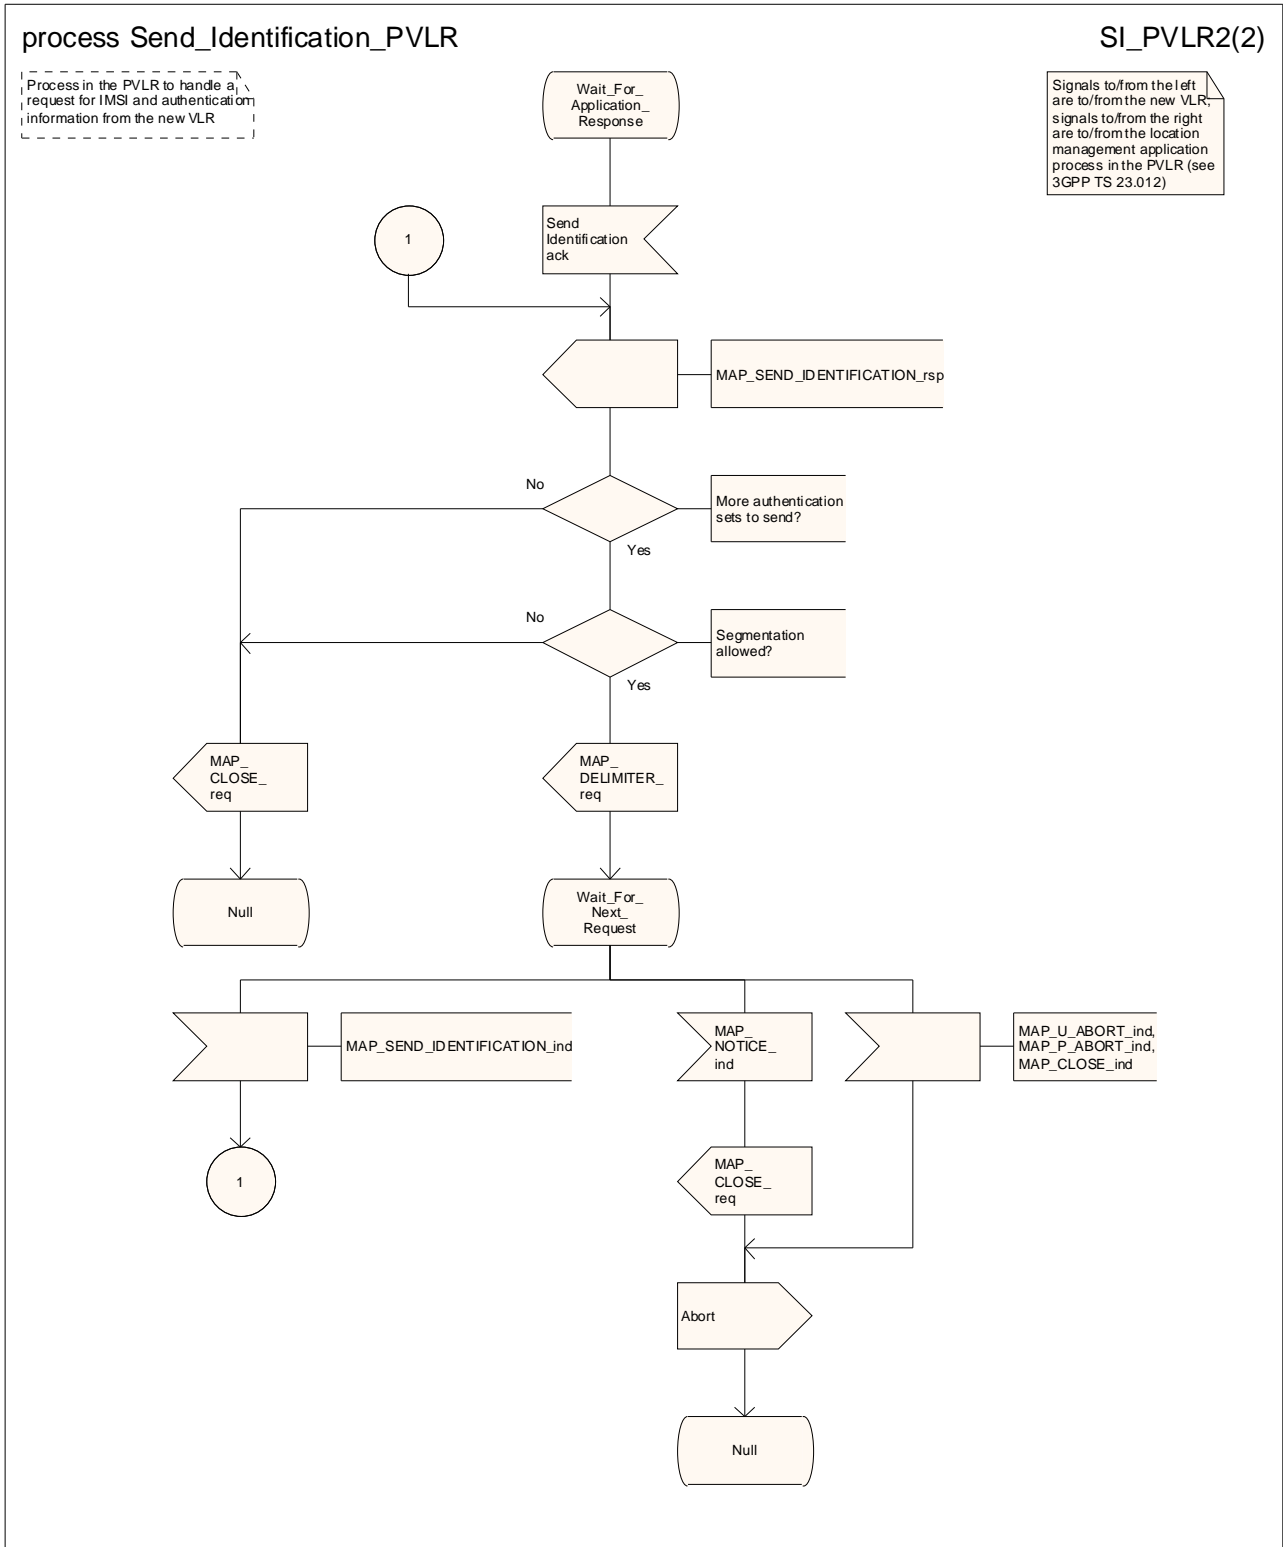 process Send_Identification_PVLR
SI_PVLR2(2)
Process in the PVLR to handle a
request for IMSI and authentication
information from the new VLR
Wait_For_
Application_
Response
Signals to/from the left
are to/from the new VLR;
signals to/from the right
are to/from the location
management application
process in the PVLR (see
3GPP TS 23.012)
1
Send
Identification
ack
MAP_SEND_IDENTIFICATION_rsp
No
More authentication
sets to send?
Yes
No
Segmentation
allowed?
Yes
MAP_
CLOSE_
req
MAP_
DELIMITER_
req
Null
Wait_For_
Next_
Request
MAP_SEND_IDENTIFICATION_ind
MAP_
NOTICE_
ind
MAP_U_ABORT_ind,
MAP_P_ABORT_ind,
MAP_CLOSE_ind
1
MAP_
CLOSE_
req
Abort
Null